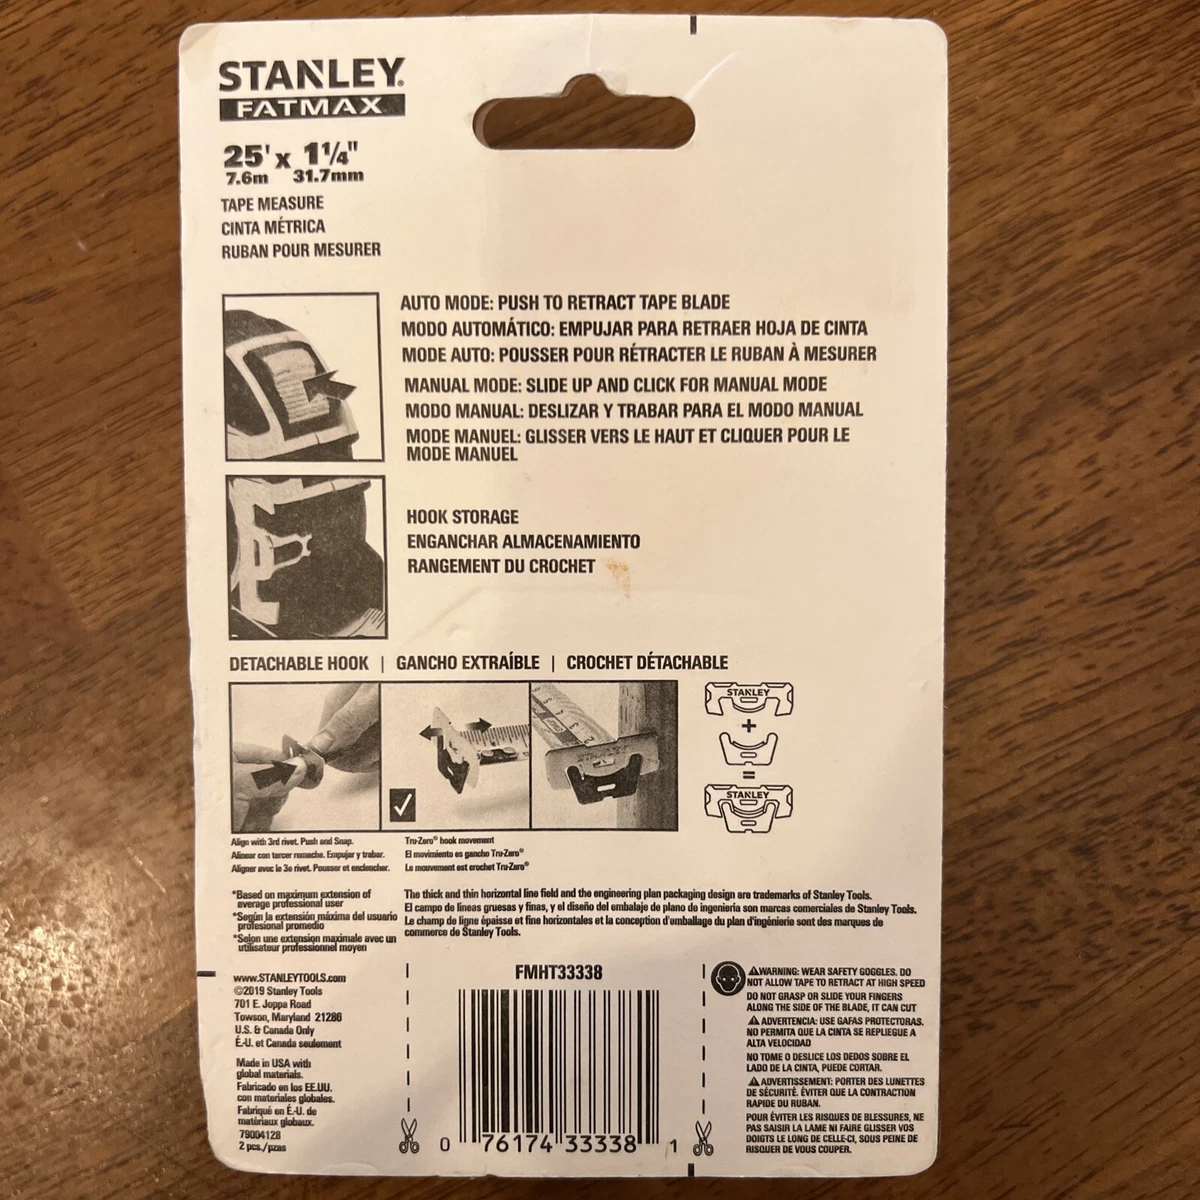 STANLEY®
FATMAX
25' x 1¼"
7.6m 31.7mm
TAPE MEASURE
CINTA MÉTRICA
RUBAN POUR MESURER
AUTO MODE: PUSH TO RETRACT TAPE BLADE
MODO AUTOMÁTICO: EMPUJAR PARA RETRAER HOJA DE CINTA
MODE AUTO: POUSSER POUR RÉTRACTER LE RUBAN À MESURER
MANUAL MODE: SLIDE UP AND CLICK FOR MANUAL MODE
MODO MANUAL: DESLIZAR Y TRABAR PARA EL MODO MANUAL
MODE MANUEL: GLISSER VERS LE HAUT ET CLIQUER POUR LE
MODE MANUEL
HOOK STORAGE
ENGANCHAR ALMACENAMIENTO
RANGEMENT DU CROCHET
DETACHABLE HOOK | GANCHO EXTRAÍBLE | CROCHET DÉTACHABLE
STANLEY
+
=
STANLEY
STANLEY
Align with 3rd rivet. Push and Snap.
Alinear con tercer remache. Empujar y trabar.
Aligner avec le 3e rivet. Pousser et enclencher.
Tru-Zero® hook movement
El movimiento es gancho Tru-Zero®
Le mouvement est crochet Tru-Zero®
*Based on maximum extension of
average professional user
*Según la extensión máxima del usuario
profesional promedio
*Selon une extension maximale avec un
utilisateur professionnel moyen
The thick and thin horizontal line field and the engineering plan packaging design are trademarks of Stanley Tools.
El campo de líneas gruesas y finas, y el diseño del embalaje de plano de ingeniería son marcas comerciales de Stanley Tools.
Le champ de ligne épaisse et fine horizontales et la conception d'emballage du plan d'ingénierie sont des marques de
commerce de Stanley Tools.
www.STANLEYTOOLS.com
©2019 Stanley Tools
701 E. Joppa Road
Towson, Maryland 21286
U.S. & Canada Only
É.-U. et Canada seulement
Made in USA with
global materials.
Fabricado en los EE.UU.
con materiales globales.
Fabriqué en É.-U. de
matériaux globaux.
79004128
2 pcs./pzas
FMHT33338
0 76174 33338 1
⚠WARNING: WEAR SAFETY GOGGLES. DO
NOT ALLOW TAPE TO RETRACT AT HIGH SPEED
DO NOT GRASP OR SLIDE YOUR FINGERS
ALONG THE SIDE OF THE BLADE, IT CAN CUT
⚠ ADVERTENCIA: USE GAFAS PROTECTORAS.
NO PERMITA QUE LA CINTA SE REPLIEGUE A
ALTA VELOCIDAD
NO TOME O DESLICE LOS DEDOS SOBRE EL
LADO DE LA CINTA, PUEDE CORTAR.
⚠ ADVERTISSEMENT: PORTER DES LUNETTES
DE SÉCURITÉ. ÉVITER QUE LA CONTRACTION
RAPIDE DU RUBAN.
POUR ÉVITER LES RISQUES DE BLESSURES, NE
PAS SAISIR LA LAME NI FAIRE GLISSER VOS
DOIGTS LE LONG DE CELLE-CI, SOUS PEINE DE
RISQUER DE VOUS COUPER.